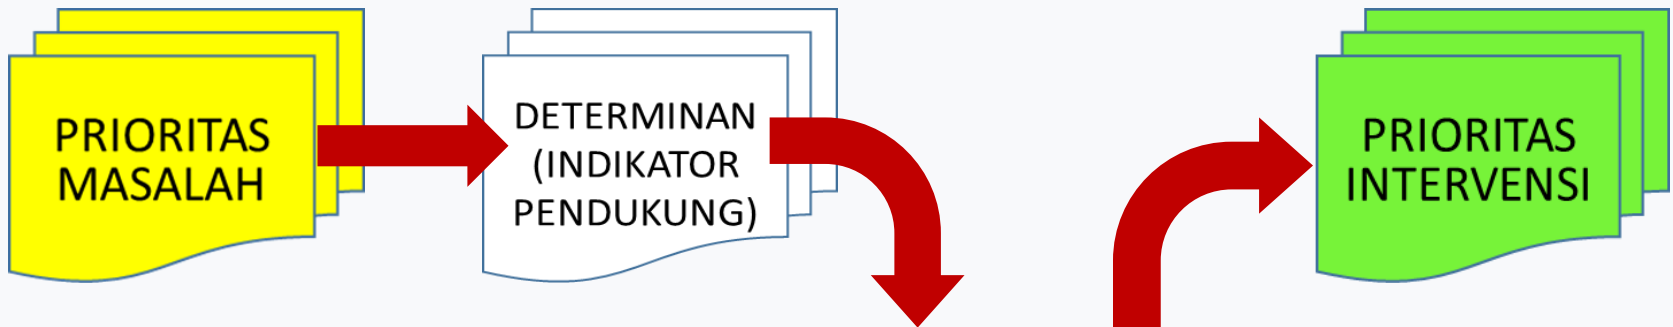 PRIORITAS
MASALAH
DETERMINAN
(INDIKATOR
PENDUKUNG)
PRIORITAS
INTERVENSI